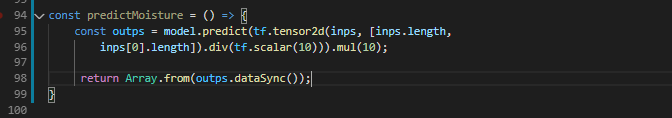 94 const predictMoisture = () => {
95 const outps = model.predict(tf.tensor2d(inps, [inps.length,
96 inps[0].length]).div(tf.scalar(10))).mul(10);
97
98 return Array.from(outps.dataSync());
99 }
100